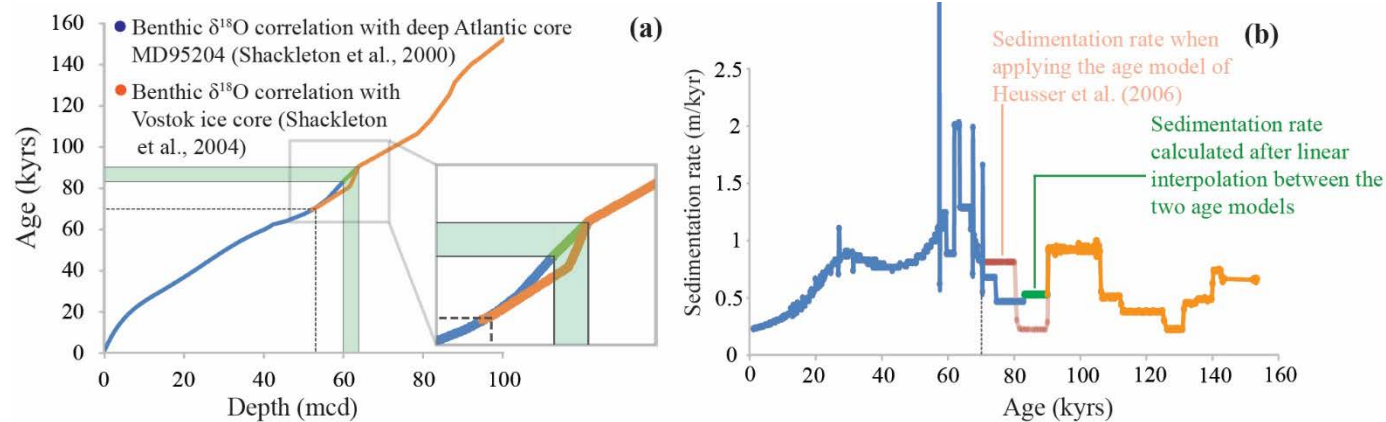 (a)
Benthic δ¹⁸O correlation with deep Atlantic core
MD95204 (Shackleton et al., 2000)
Benthic δ¹⁸O correlation with
Vostok ice core (Shackleton
et al., 2004)
Age (kyrs)
160
140
120
100
80
60
40
20
0
0
20
40
60
80
100
Depth (mcd)
(b)
Sedimentation rate when
applying the age model of
Heusser et al. (2006)
Sedimentation rate
calculated after linear
interpolation between the
two age models
Sedimentation rate (m/kyr)
2.5
2
1.5
1
0.5
0
0
20
40
60
80
100
120
140
160
Age (kyrs)